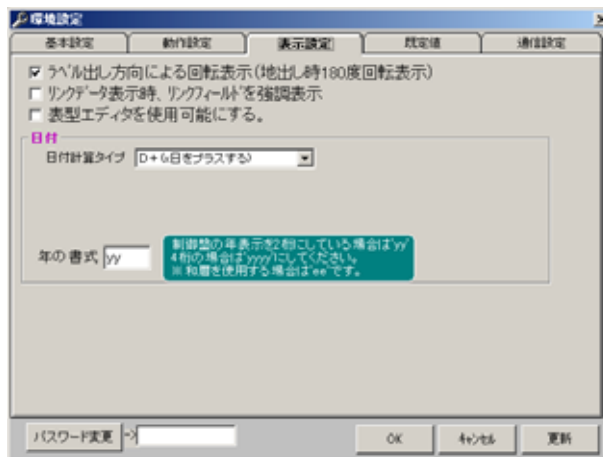 環境設定
基本設定 動作設定 表示設定 既定値 通信設定
ラベル出し方向による回転表示(地出し時180度回転表示)
リンクデータ表示時、リンクフィールドを強調表示
表型エディタを使用可能にする。
日付
日付計算タイプ D+(日をプラスする)
年の書式 yy
制御盤の年表示を2桁にしている場合は'yy'
4桁の場合は'yyyy'にしてください。
※和暦を使用する場合は'ee'です。
パスワード変更 ->
OK キャンセル 更新